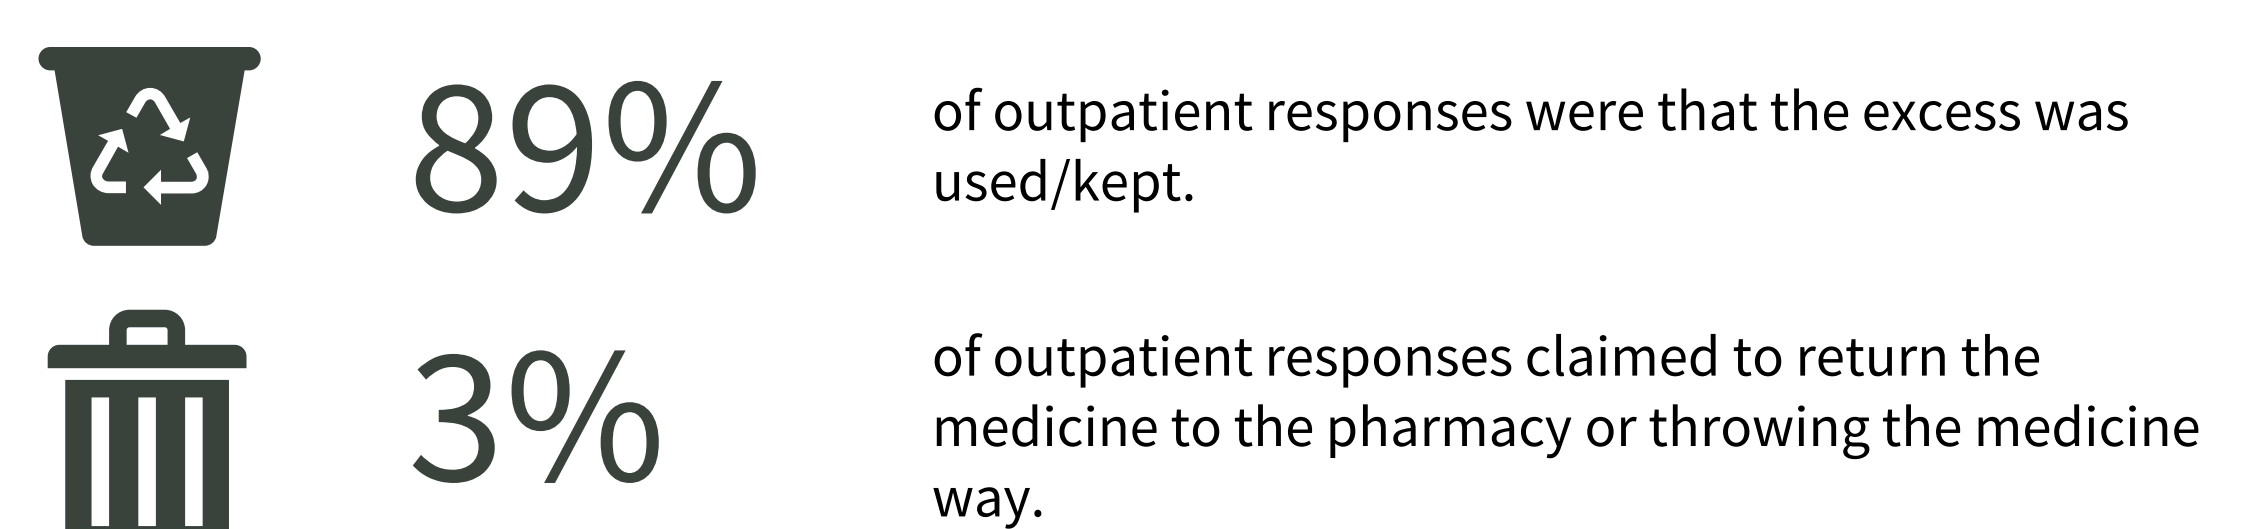 89%
of outpatient responses were that the excess was
used/kept.
3%
of outpatient responses claimed to return the
medicine to the pharmacy or throwing the medicine
way.